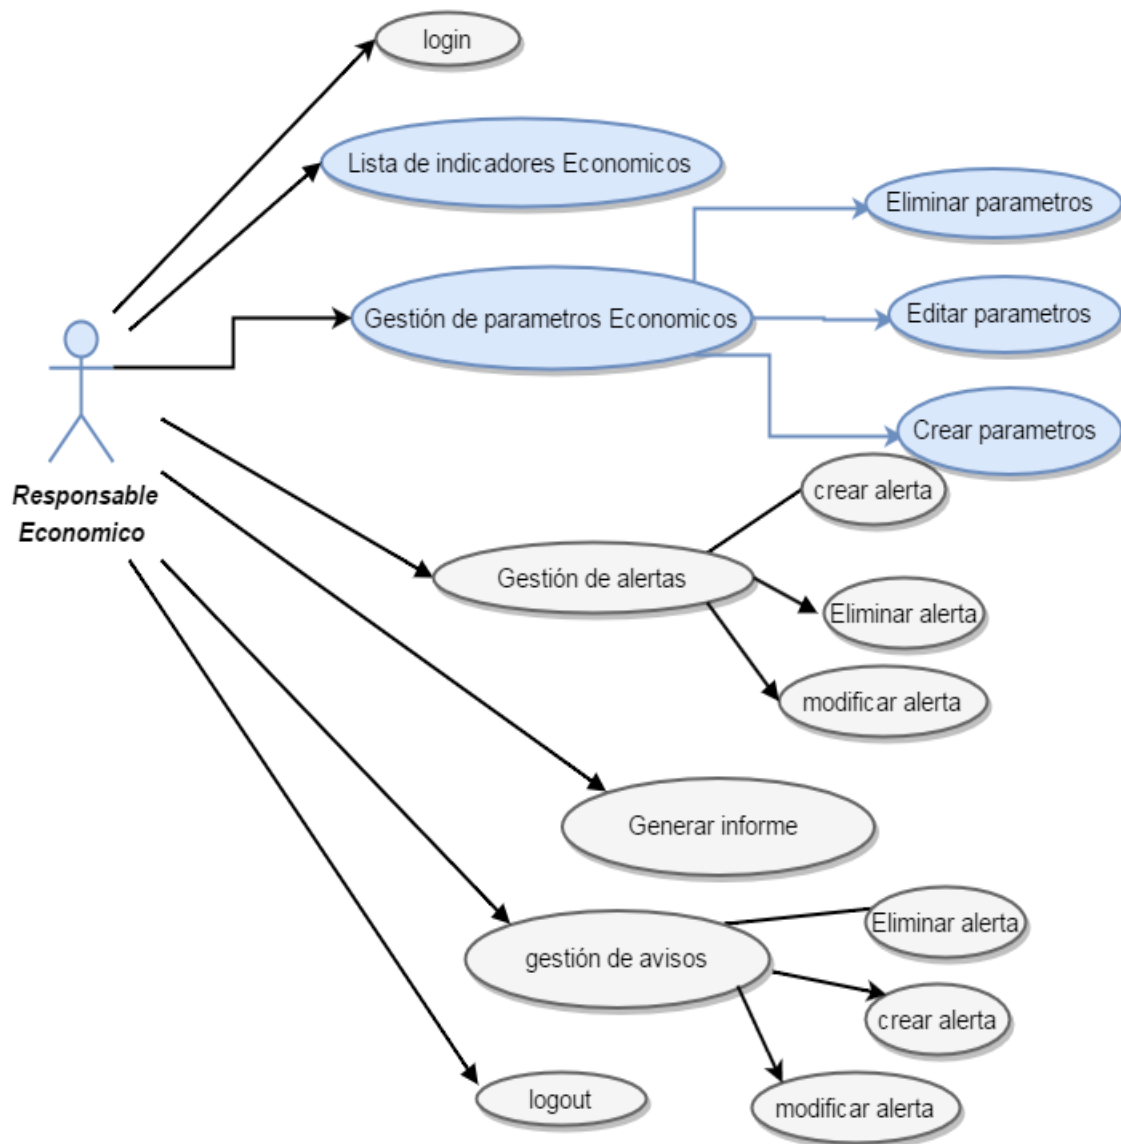 login
Lista de indicadores Economicos
Eliminar parametros
Gestión de parametros Economicos
Editar parametros
Crear parametros
Responsable
Economico
crear alerta
Gestión de alertas
Eliminar alerta
modificar alerta
Generar informe
Eliminar alerta
gestión de avisos
crear alerta
logout
modificar alerta